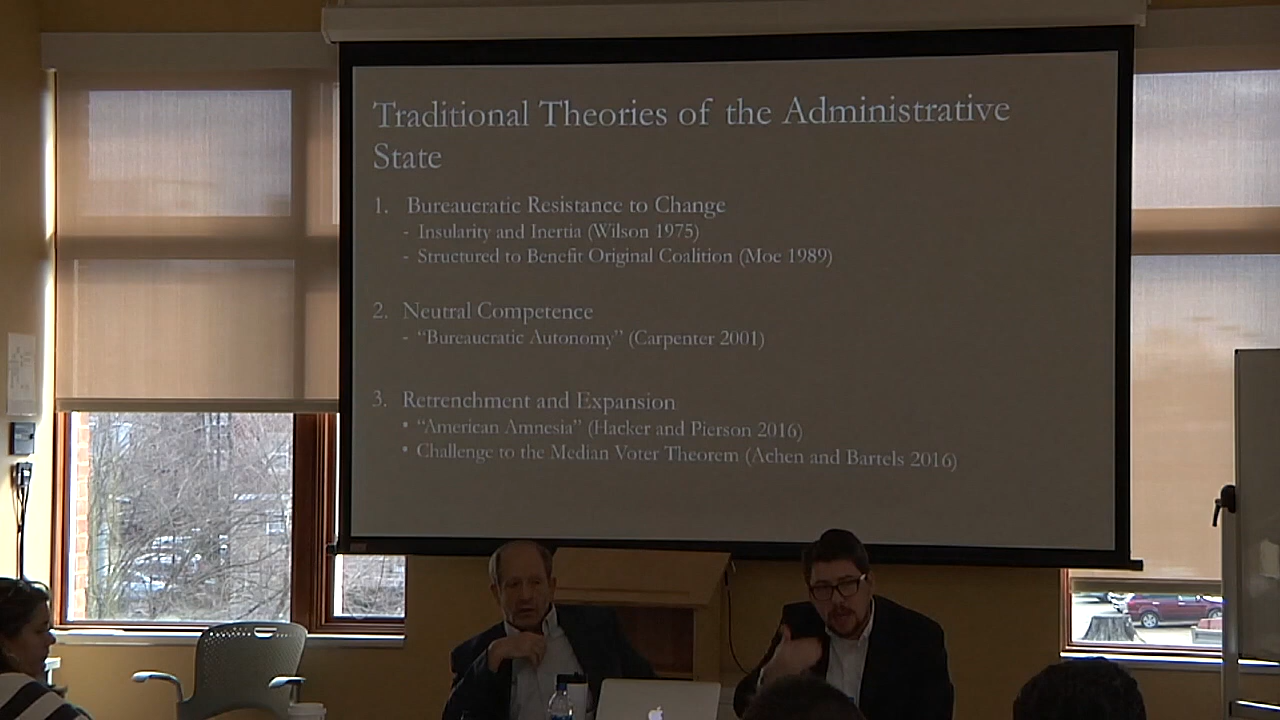 Traditional Theories of the Administrative
State
1. Bureaucratic Resistance to Change
- Insularity and Inertia (Wilson 1975)
- Structured to Benefit Original Coalition (Moe 1989)
2. Neutral Competence
- “Bureaucratic Autonomy” (Carpenter 2001)
3. Retrenchment and Expansion
• “American Amnesia” (Hacker and Pierson 2016)
• Challenge to the Median Voter Theorem (Achen and Bartels 2016)